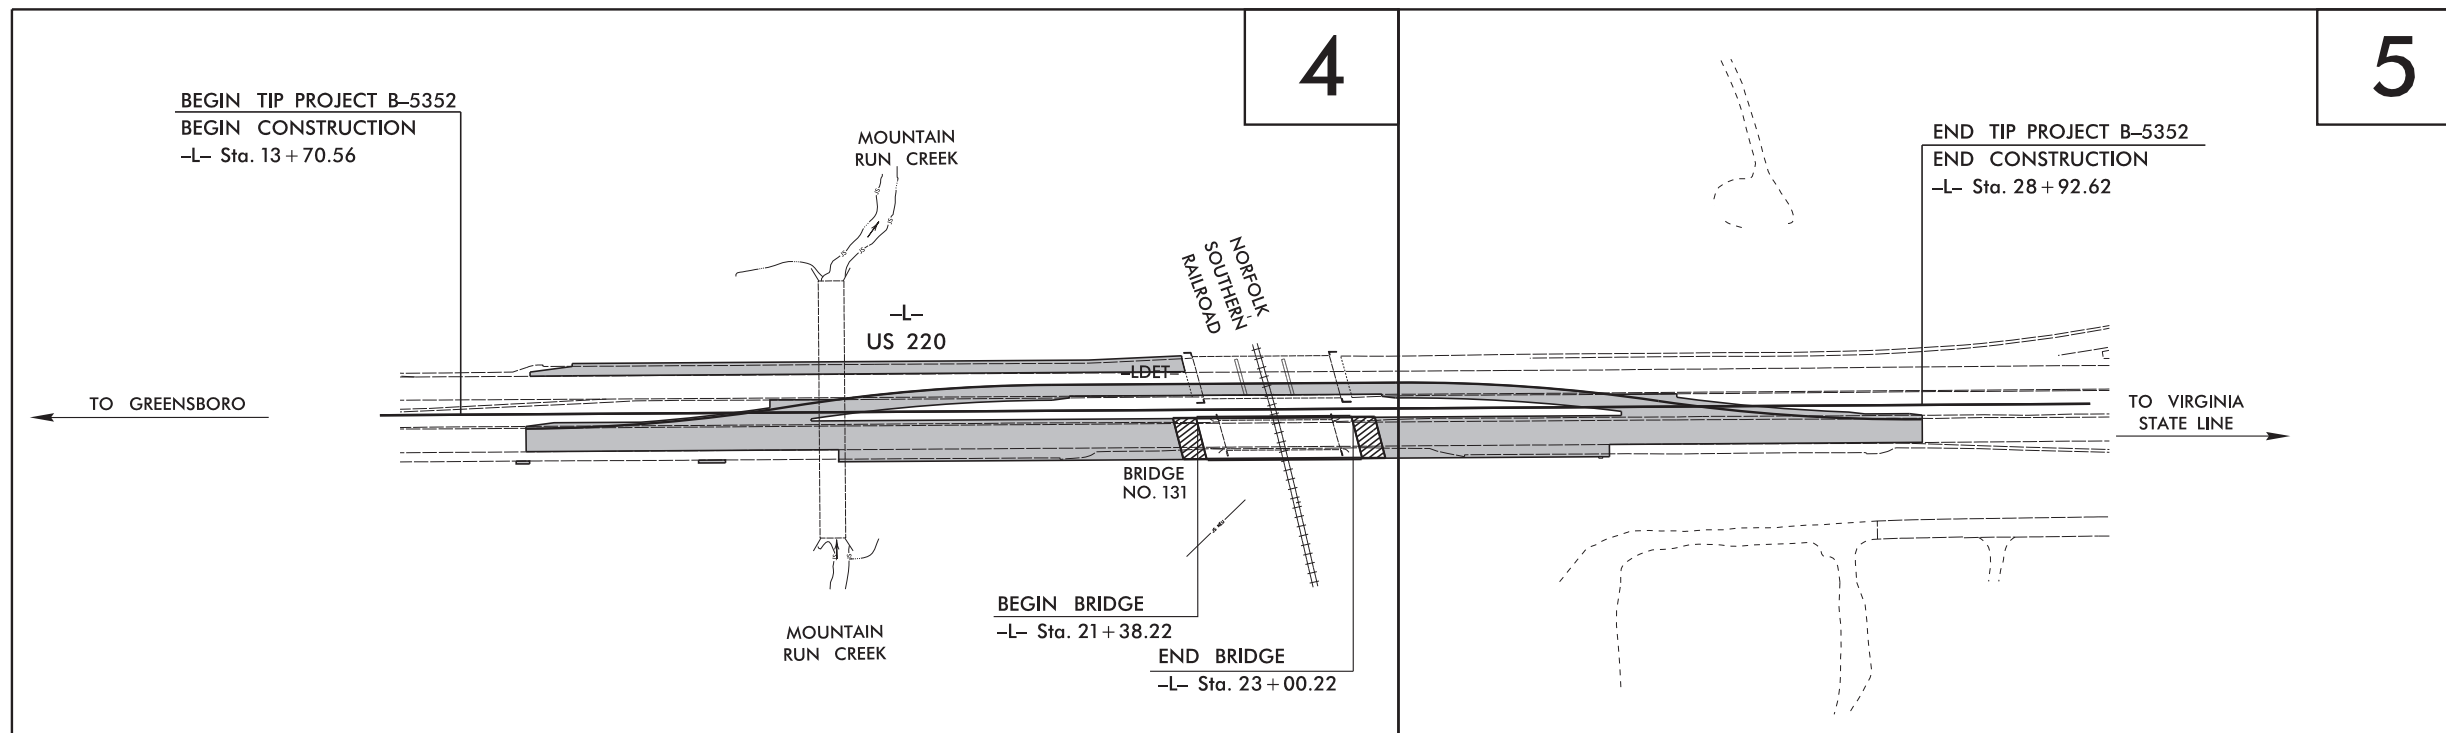 4
5
BEGIN TIP PROJECT B–5352
BEGIN CONSTRUCTION
–L– Sta. 13+70.56
MOUNTAIN
RUN CREEK
END TIP PROJECT B–5352
END CONSTRUCTION
–L– Sta. 28+92.62
NORFOLK
SOUTHERN
RAILROAD
–L–
US 220
–LDET–
TO GREENSBORO
TO VIRGINIA
STATE LINE
BRIDGE
NO. 131
BEGIN BRIDGE
–L– Sta. 21+38.22
MOUNTAIN
RUN CREEK
END BRIDGE
–L– Sta. 23+00.22